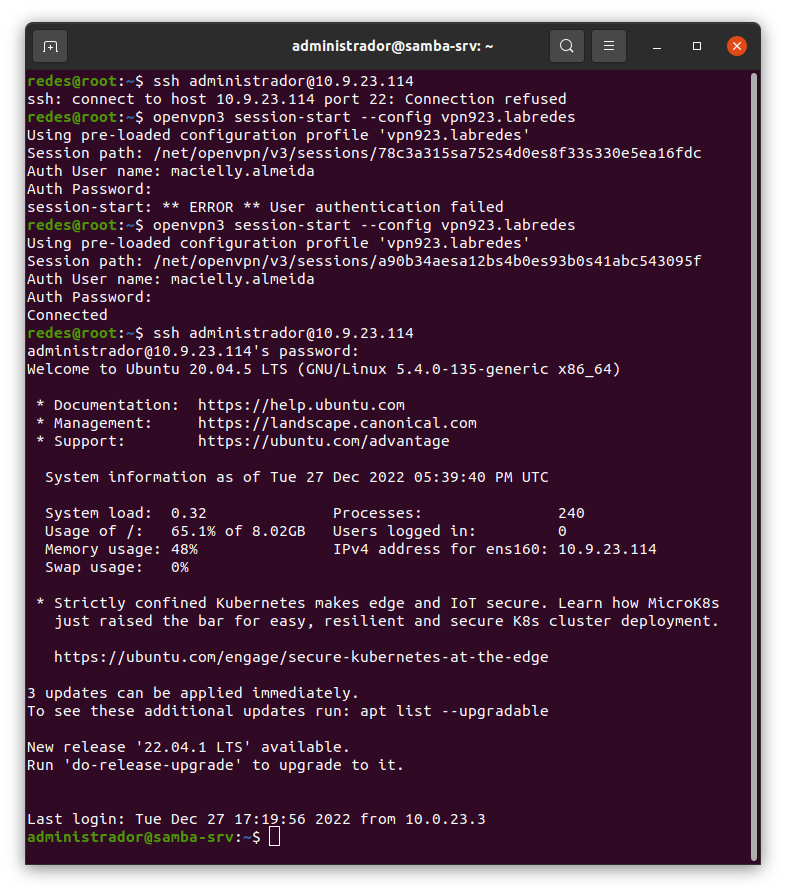 administrador@samba-srv: ~
redes@root:~$ ssh administrador@10.9.23.114
ssh: connect to host 10.9.23.114 port 22: Connection refused
redes@root:~$ openvpn3 session-start --config vpn923.labredes
Using pre-loaded configuration profile 'vpn923.labredes'
Session path: /net/openvpn/v3/sessions/78c3a315sa752s4d0es8f33s330e5ea16fdc
Auth User name: macielly.almeida
Auth Password:
session-start: ** ERROR ** User authentication failed
redes@root:~$ openvpn3 session-start --config vpn923.labredes
Using pre-loaded configuration profile 'vpn923.labredes'
Session path: /net/openvpn/v3/sessions/a90b34aesa12bs4b0es93b0s41abc543095f
Auth User name: macielly.almeida
Auth Password:
Connected
redes@root:~$ ssh administrador@10.9.23.114
administrador@10.9.23.114's password:
Welcome to Ubuntu 20.04.5 LTS (GNU/Linux 5.4.0-135-generic x86_64)
* Documentation:  https://help.ubuntu.com
* Management:     https://landscape.canonical.com
* Support:        https://ubuntu.com/advantage
System information as of Tue 27 Dec 2022 05:39:40 PM UTC
System load:  0.32              Processes:               240
Usage of /:   65.1% of 8.02GB   Users logged in:         0
Memory usage: 48%               IPv4 address for ens160: 10.9.23.114
Swap usage:   0%
* Strictly confined Kubernetes makes edge and IoT secure. Learn how MicroK8s
just raised the bar for easy, resilient and secure K8s cluster deployment.
https://ubuntu.com/engage/secure-kubernetes-at-the-edge
3 updates can be applied immediately.
To see these additional updates run: apt list --upgradable
New release '22.04.1 LTS' available.
Run 'do-release-upgrade' to upgrade to it.
Last login: Tue Dec 27 17:19:56 2022 from 10.0.23.3
administrador@samba-srv:~$